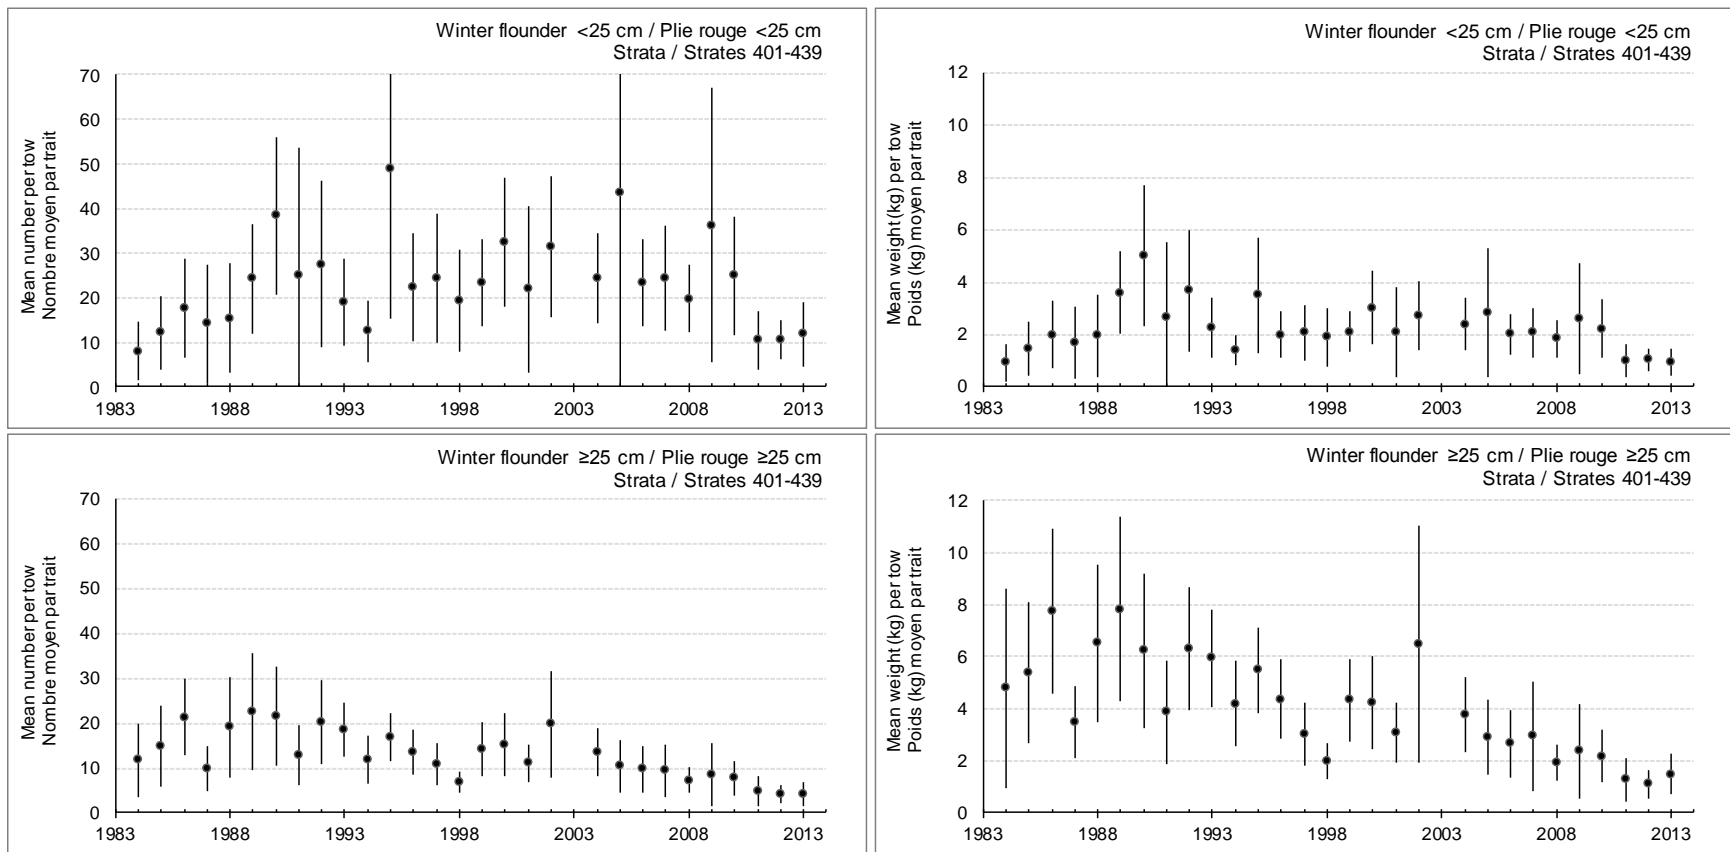 Winter flounder <25 cm / Plie rouge <25 cm
Strata / Strates 401-439
Mean number per tow
Nombre moyen par trait
70
60
50
40
30
20
10
0
1983 1988 1993 1998 2003 2008 2013
Winter flounder <25 cm / Plie rouge <25 cm
Strata / Strates 401-439
Mean weight (kg) per tow
Poids (kg) moyen par trait
12
10
8
6
4
2
0
1983 1988 1993 1998 2003 2008 2013
Winter flounder ≥25 cm / Plie rouge ≥25 cm
Strata / Strates 401-439
Mean number per tow
Nombre moyen par trait
70
60
50
40
30
20
10
0
1983 1988 1993 1998 2003 2008 2013
Winter flounder ≥25 cm / Plie rouge ≥25 cm
Strata / Strates 401-439
Mean weight (kg) per tow
Poids (kg) moyen par trait
12
10
8
6
4
2
0
1983 1988 1993 1998 2003 2008 2013